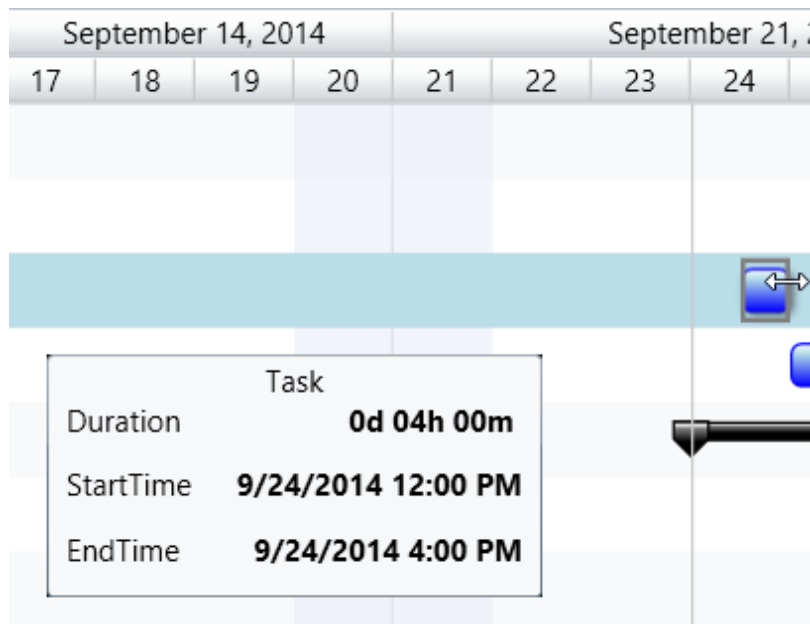 September 14, 2014 September 21,
17 18 19 20 21 22 23 24
Task
Duration 0d 04h 00m
StartTime 9/24/2014 12:00 PM
EndTime 9/24/2014 4:00 PM